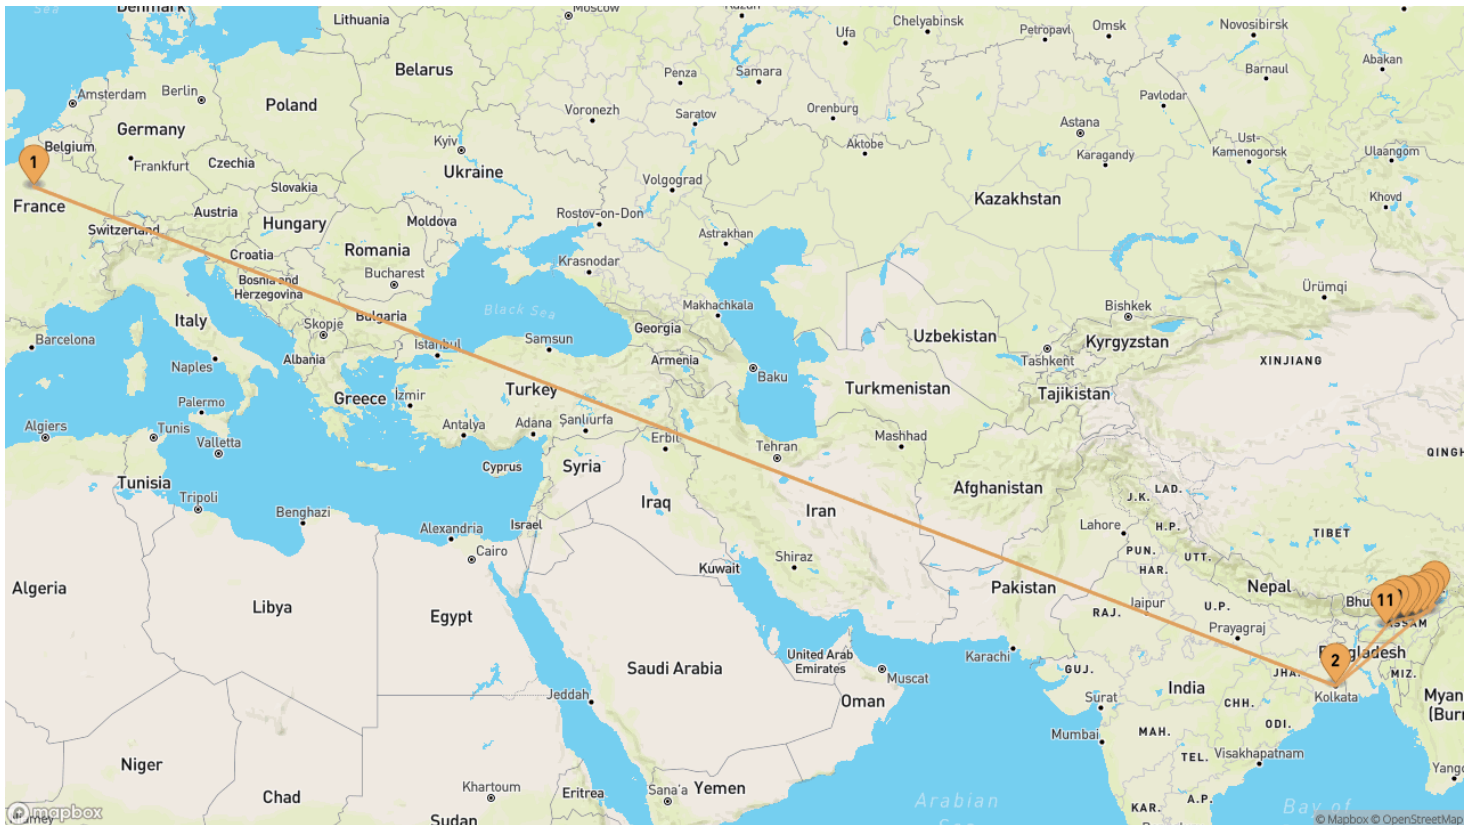 Denmark
Lithuania
Moscow
Kazan
Chelyabinsk
Omsk
Petropavl
Novosibirsk
Ufa
Abakan
Barnaul
Belarus
Penza
Samara
Amsterdam
Berlin
Poland
Pavlodar
Voronezh
Saratov
Orenburg
Germany
Astana
Ust-
Kamenogorsk
Belgium
Kyiv
Aktobe
Karagandy
Ulaangom
1
Frankfurt
Czechia
Ukraine
Volgograd
Slovakia
Kazakhstan
Khovd
France
Austria
Hungary
Moldova
Rostov-on-Don
Switzerland
Astrakhan
Croatia
Romania
Krasnodar
Bucharest
Bosnia and
Herzegovina
Ürümqi
Makhachkala
Bishkek
Black Sea
Italy
Skopje
Bulgaria
Georgia
Uzbekistan
Barcelona
Istanbul
Samsun
Kyrgyzstan
Albania
Armenia
Tashkent
XINJIANG
Naples
Baku
Turkey
Turkmenistan
Tajikistan
Greece
İzmir
Palermo
Algiers
Tunis
Antalya
Adana
Şanlıurfa
Erbil
Mashhad
Valletta
Tehran
QINGH
Cyprus
Syria
Tunisia
Afghanistan
LAD.
J.K.
Tripoli
Iraq
Iran
Benghazi
Alexandria
Israel
Lahore
H.P.
TIBET
Cairo
PUN.
UTT.
Shiraz
Kuwait
HAR.
Algeria
Pakistan
Nepal
Libya
Jaipur
U.P.
Bhu
11
Egypt
RAJ.
Prayagraj
ASSAM
United Arab
Emirates
Karachi
Bangladesh
2
Saudi Arabia
Muscat
GUJ.
JHA.
MIZ.
Jeddah
Oman
Surat
India
Kolkata
Myan
(Buri
CHH.
ODI.
Mumbai
MAH.
TEL.
Visakhapatnam
Niger
Yango
Khartoum
Sana'a
Yemen
Chad
Eritrea
Arabian
Sea
A.P.
Bay of
KAR.
mapbox
Sudan
© Mapbox © OpenStreetMap